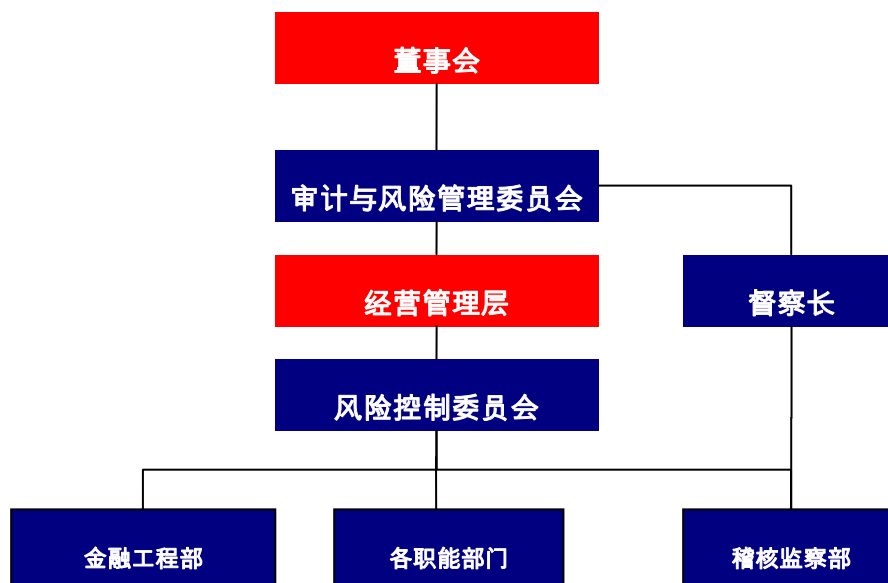 董事会
审计与风险管理委员会
经营管理层
督察长
风险控制委员会
金融工程部
各职能部门
稽核监察部